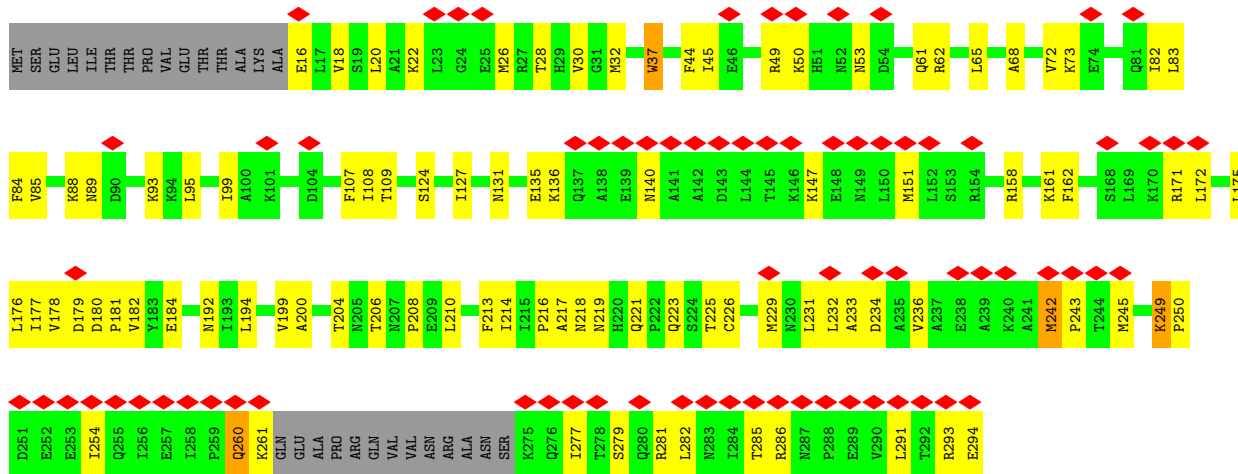 MET SER GLU LEU ILE THR THR PRO VAL GLU THR THR ALA LYS ALA E16 L17 V18 S19 L20 A21 K22 L23 G24 E25 M26 R27 T28 H29 V30 G31 M32 W37 F44 I45 E46 R49 K50 H51 N52 N53 D54 Q61 R62 L65 A68 V72 K73 E74 Q81 I82 L83
F84 V85 K88 N89 D90 K93 K94 L95 I99 A100 K101 D104 F107 I108 T109 S124 I127 N131 E135 K136 Q137 A138 E139 N140 A141 A142 D143 L144 T145 K146 K147 E148 N149 L150 M151 L152 S153 R154 R158 K161 F162 S168 L169 K170 R171 L172 L175
L176 I177 V178 D179 D180 P181 V182 Y183 E184 N192 I193 L194 V199 A200 T204 N205 T206 N207 P208 E209 L210 F213 I214 I215 P216 A217 N218 N219 H220 Q221 P222 Q223 S224 T225 C226 M229 N230 L231 L232 A233 D234 A235 V236 A237 E238 A239 K240 A241 M242 P243 T244 M245 K249 P250
D251 E252 E253 I254 Q255 I256 E257 I258 P259 Q260 K261 GLN GLU ALA PRO ARG GLN VAL VAL ASN ARG ALA ASN SER K275 Q276 I277 T278 S279 Q280 R281 L282 N283 I284 T285 R286 N287 P288 E289 V290 L291 T292 R293 E294